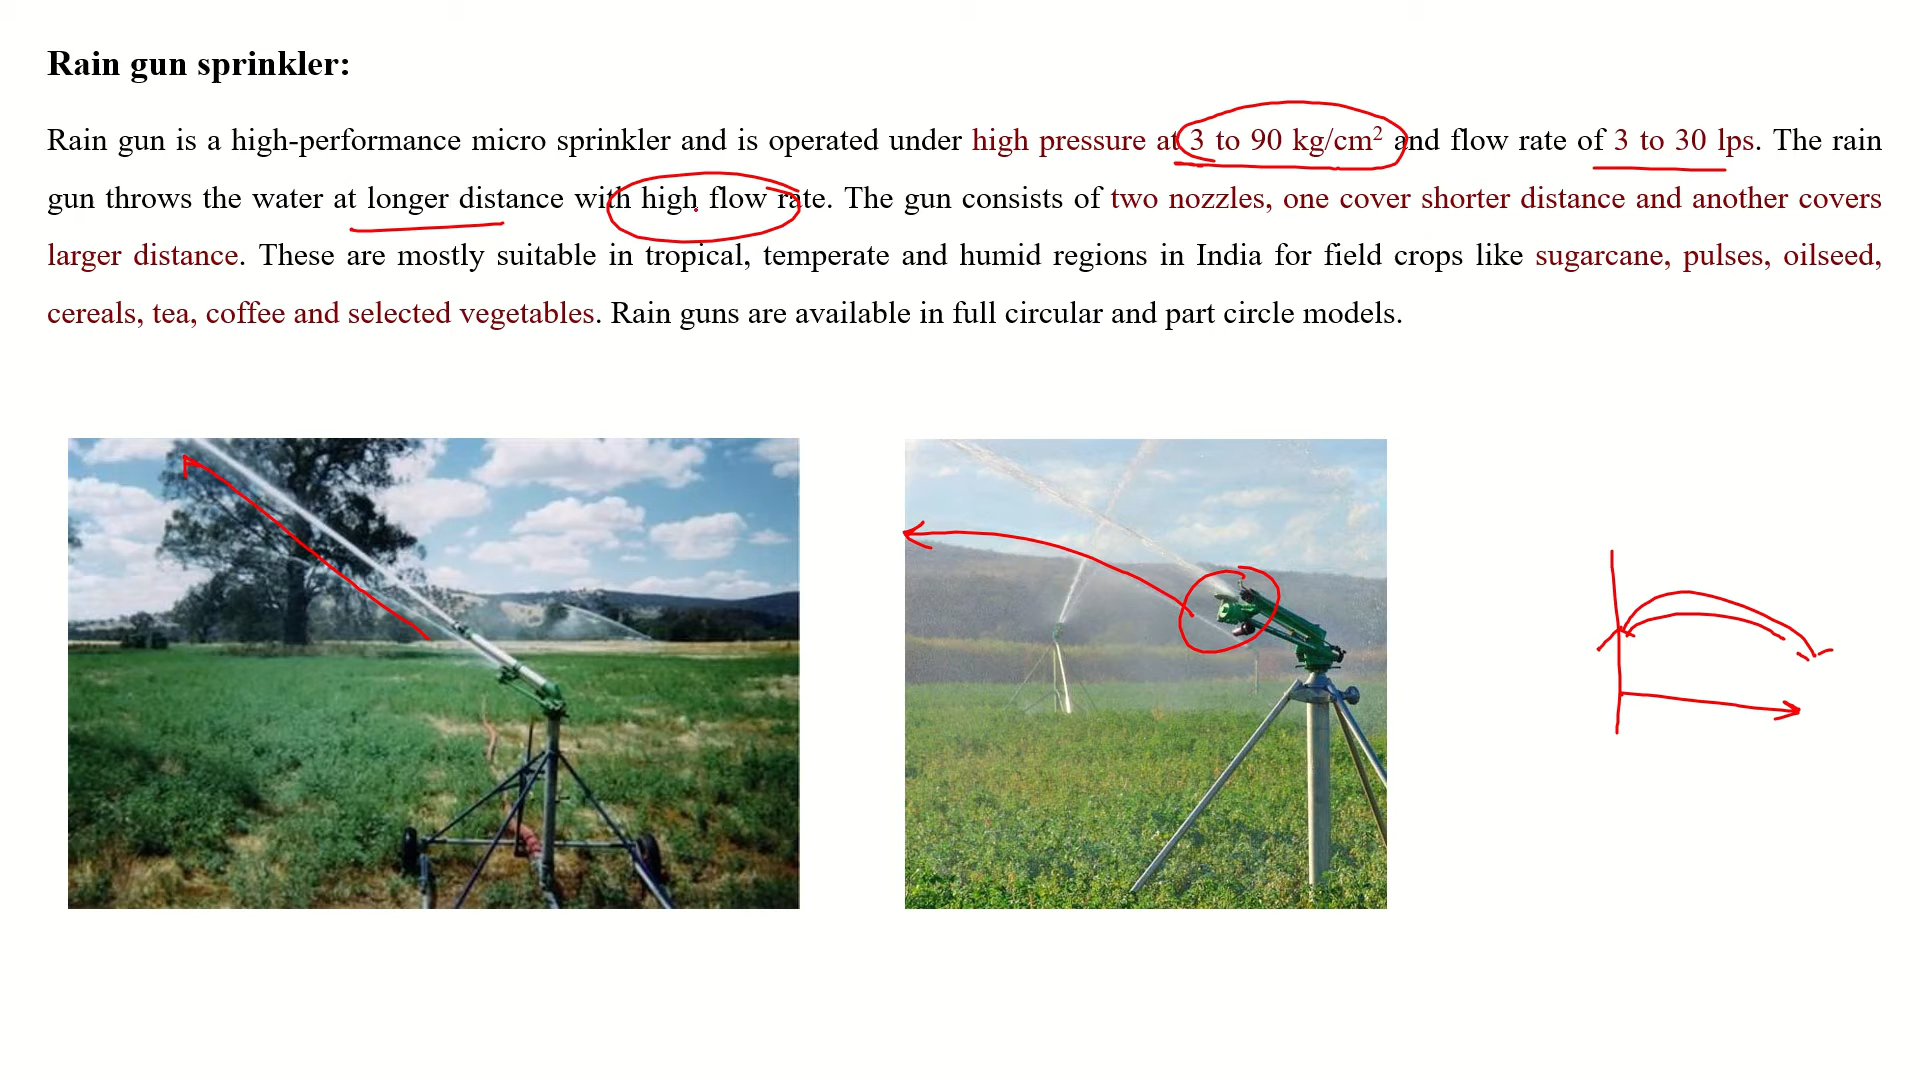 Rain gun sprinkler:
Rain gun is a high-performance micro sprinkler and is operated under high pressure at 3 to 90 kg/cm² and flow rate of 3 to 30 lps. The rain
gun throws the water at longer distance with high flow rate. The gun consists of two nozzles, one cover shorter distance and another covers
larger distance. These are mostly suitable in tropical, temperate and humid regions in India for field crops like sugarcane, pulses, oilseed,
cereals, tea, coffee and selected vegetables. Rain guns are available in full circular and part circle models.